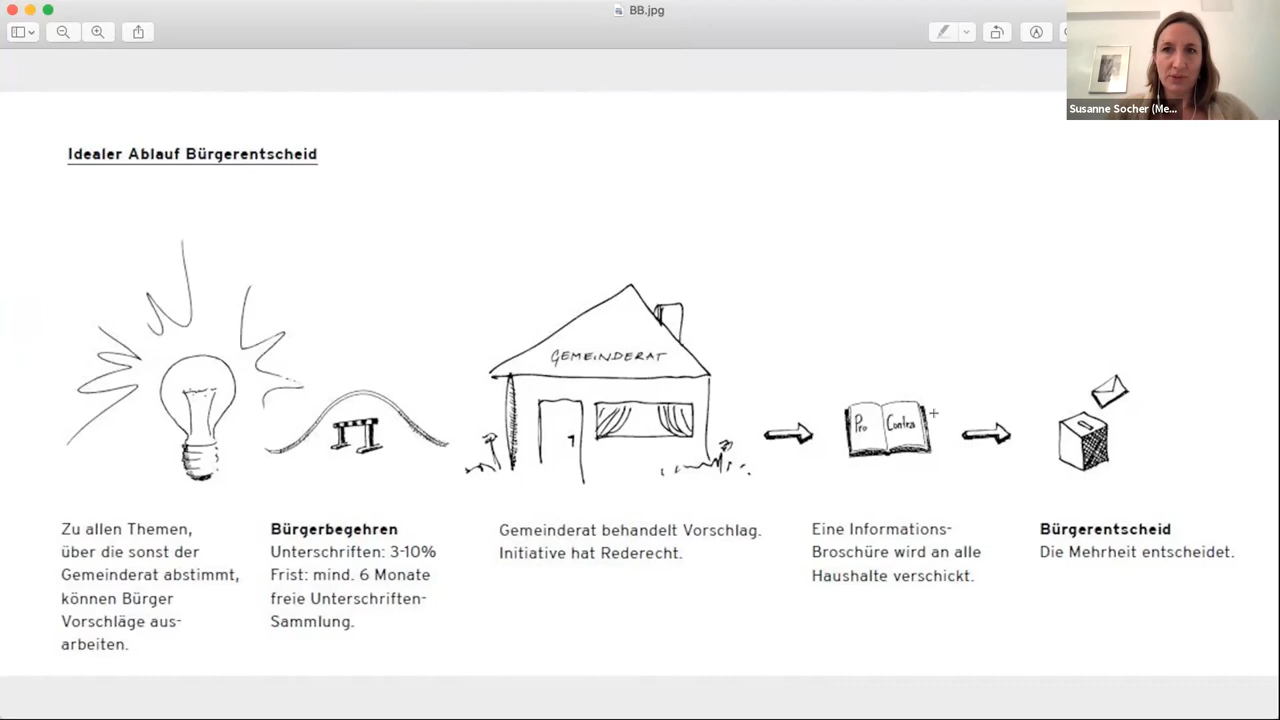 BB.jpg
Susanne Socher (Me...
Idealer Ablauf Bürgerentscheid
GEMEINDERAT
Pro Contra
Zu allen Themen,
über die sonst der
Gemeinderat abstimmt,
können Bürger
Vorschläge aus-
arbeiten.
Bürgerbegehren
Unterschriften: 3-10%
Frist: mind. 6 Monate
freie Unterschriften-
Sammlung.
Gemeinderat behandelt Vorschlag.
Initiative hat Rederecht.
Eine Informations-
Broschüre wird an alle
Haushalte verschickt.
Bürgerentscheid
Die Mehrheit entscheidet.